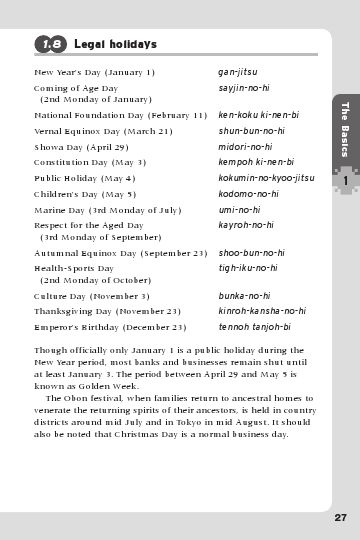 1.8 Legal holidays
New Year's Day (January 1) gan-jitsu
Coming of Age Day sayjin-no-hi
(2nd Monday of January)
National Foundation Day (February 11) ken-koku ki-nen-bi
Vernal Equinox Day (March 21) shun-bun-no-hi
Showa Day (April 29) midori-no-hi
Constitution Day (May 3) kempoh ki-nen-bi
Public Holiday (May 4) kokumin-no-kyoo-jitsu
Children's Day (May 5) kodomo-no-hi
Marine Day (3rd Monday of July) umi-no-hi
Respect for the Aged Day kayroh-no-hi
(3rd Monday of September)
Autumnal Equinox Day (September 23) shoo-bun-no-hi
Health-Sports Day tigh-iku-no-hi
(2nd Monday of October)
Culture Day (November 3) bunka-no-hi
Thanksgiving Day (November 23) kinroh-kansha-no-hi
Emperor's Birthday (December 23) tennoh tanjoh-bi
Though officially only January 1 is a public holiday during the
New Year period, most banks and businesses remain shut until
at least January 3. The period between April 29 and May 5 is
known as Golden Week.
The Obon festival, when families return to ancestral homes to
venerate the returning spirits of their ancestors, is held in country
districts around mid July and in Tokyo in mid August. It should
also be noted that Christmas Day is a normal business day.
The Basics
1
27